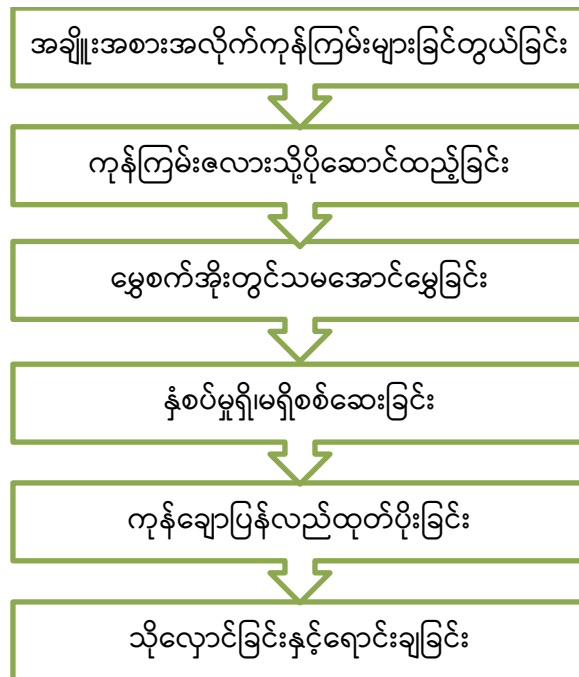 အချိူးအစားအလိုက်ကုန်ကြမ်းများခြင်တွယ်ခြင်း
ကုန်ကြမ်းဇလားသို့ပိုဆောင်ထည့်ခြင်း
မွှေစက်အိုးတွင်သမအောင်မွှေခြင်း
နှံစပ်မှုရှိ၊မရှိစစ်ဆေးခြင်း
ကုန်ချောပြန်လည်ထုတ်ပိုးခြင်း
သိုလှောင်ခြင်းနှင့်ရောင်းချခြင်း